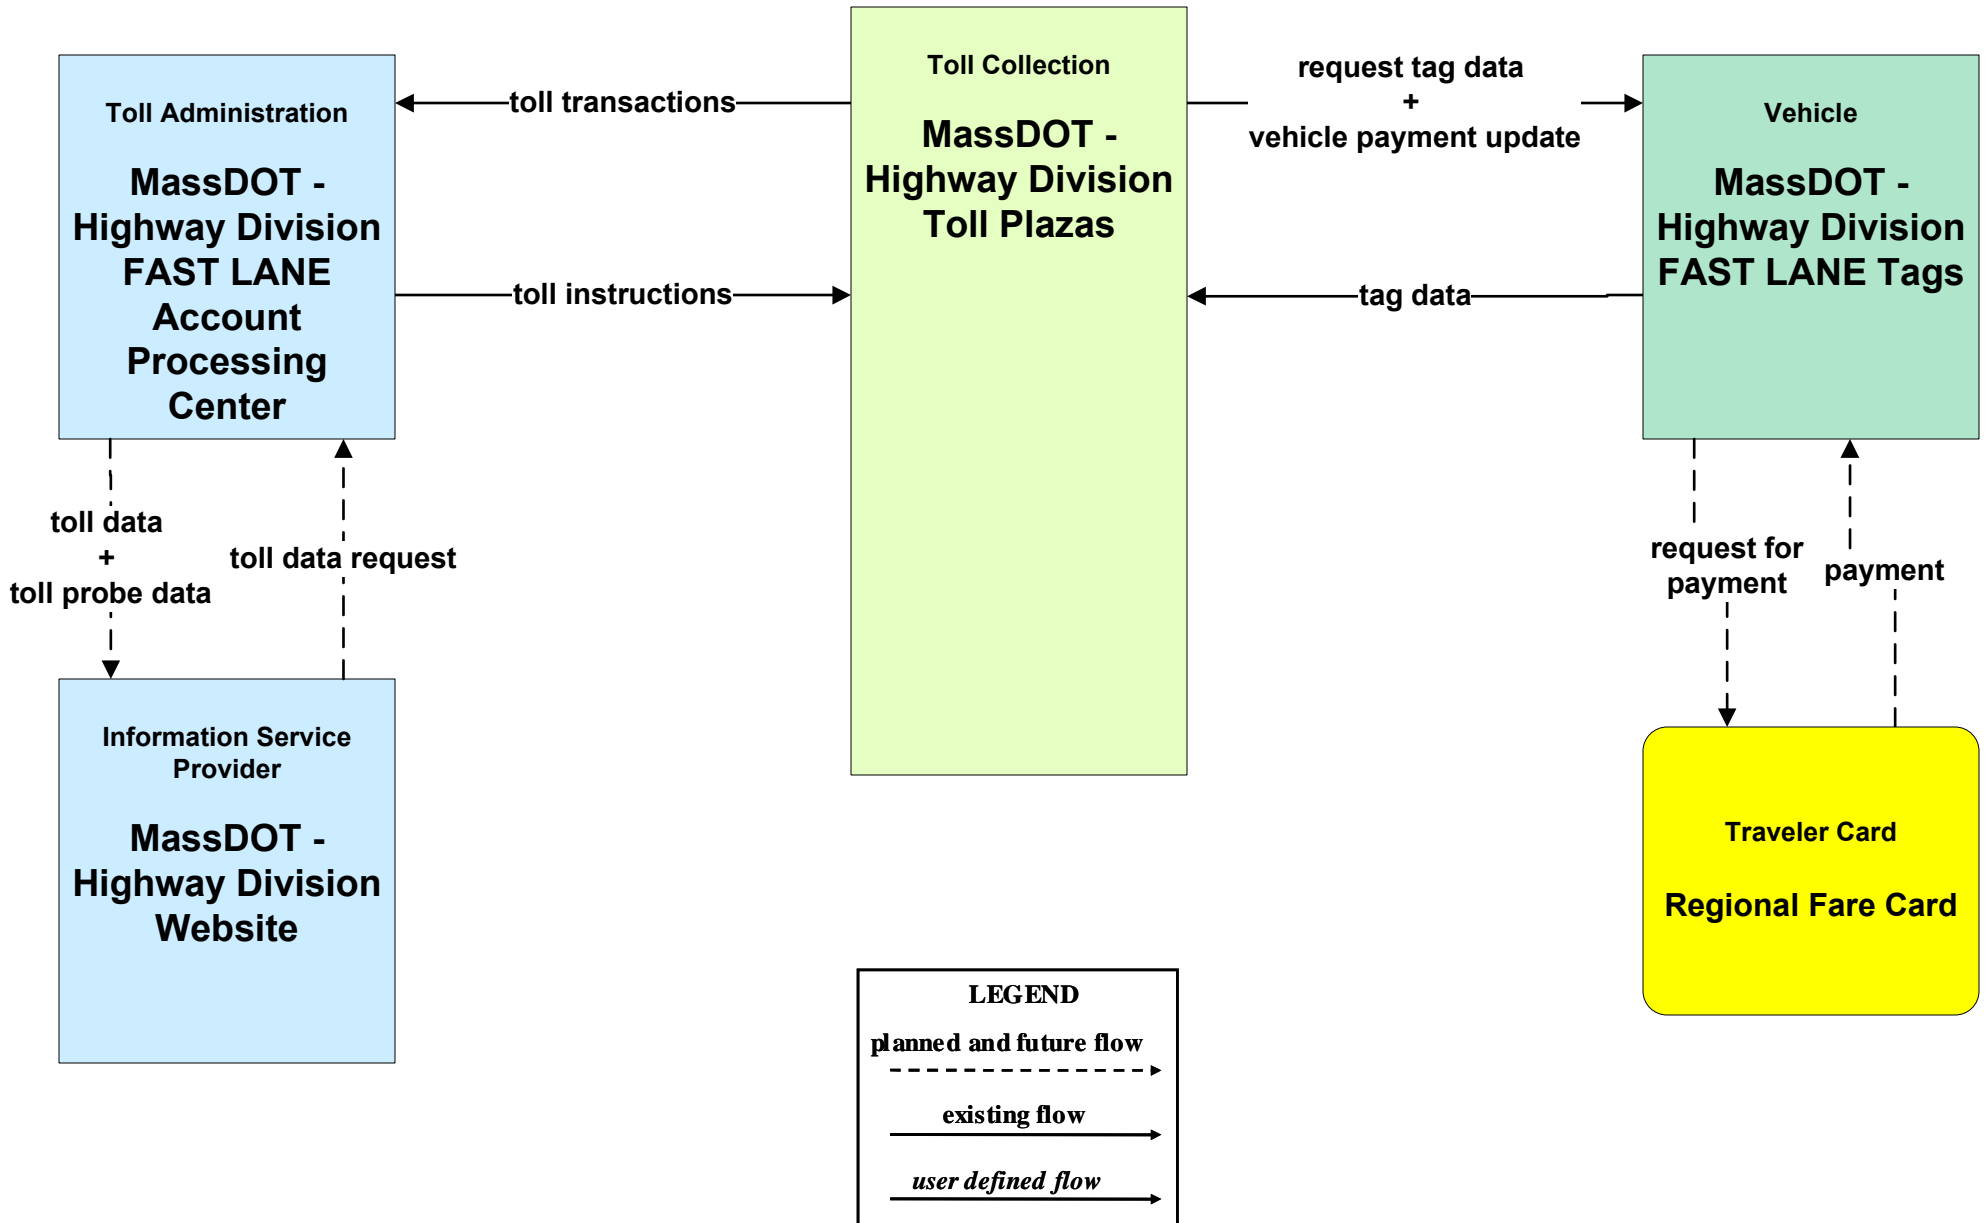 Toll Administration
MassDOT -
Highway Division
FAST LANE
Account
Processing
Center
toll transactions
toll instructions
Toll Collection
MassDOT -
Highway Division
Toll Plazas
request tag data
+
vehicle payment update
tag data
Vehicle
MassDOT -
Highway Division
FAST LANE Tags
toll data
+
toll probe data
toll data request
request for
payment
payment
Information Service
Provider
MassDOT -
Highway Division
Website
Traveler Card
Regional Fare Card
LEGEND
planned and future flow
existing flow
user defined flow